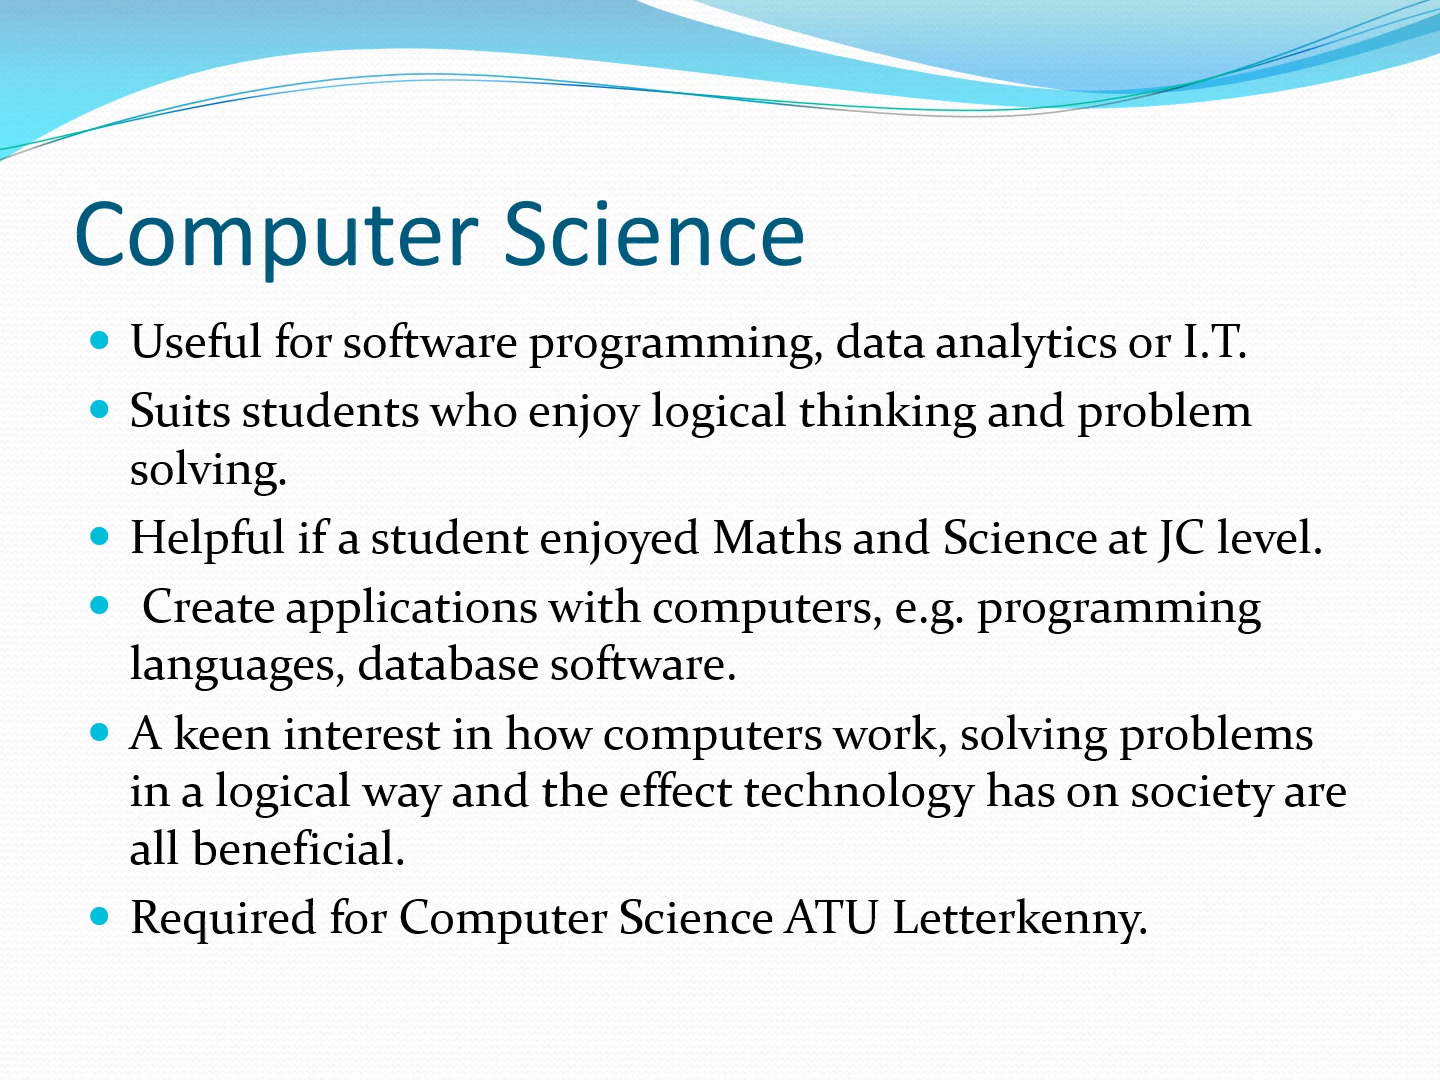 Computer Science
• Useful for software programming, data analytics or I.T.
• Suits students who enjoy logical thinking and problem
solving.
• Helpful if a student enjoyed Maths and Science at JC level.
• Create applications with computers, e.g. programming
languages, database software.
• A keen interest in how computers work, solving problems
in a logical way and the effect technology has on society are
all beneficial.
• Required for Computer Science ATU Letterkenny.